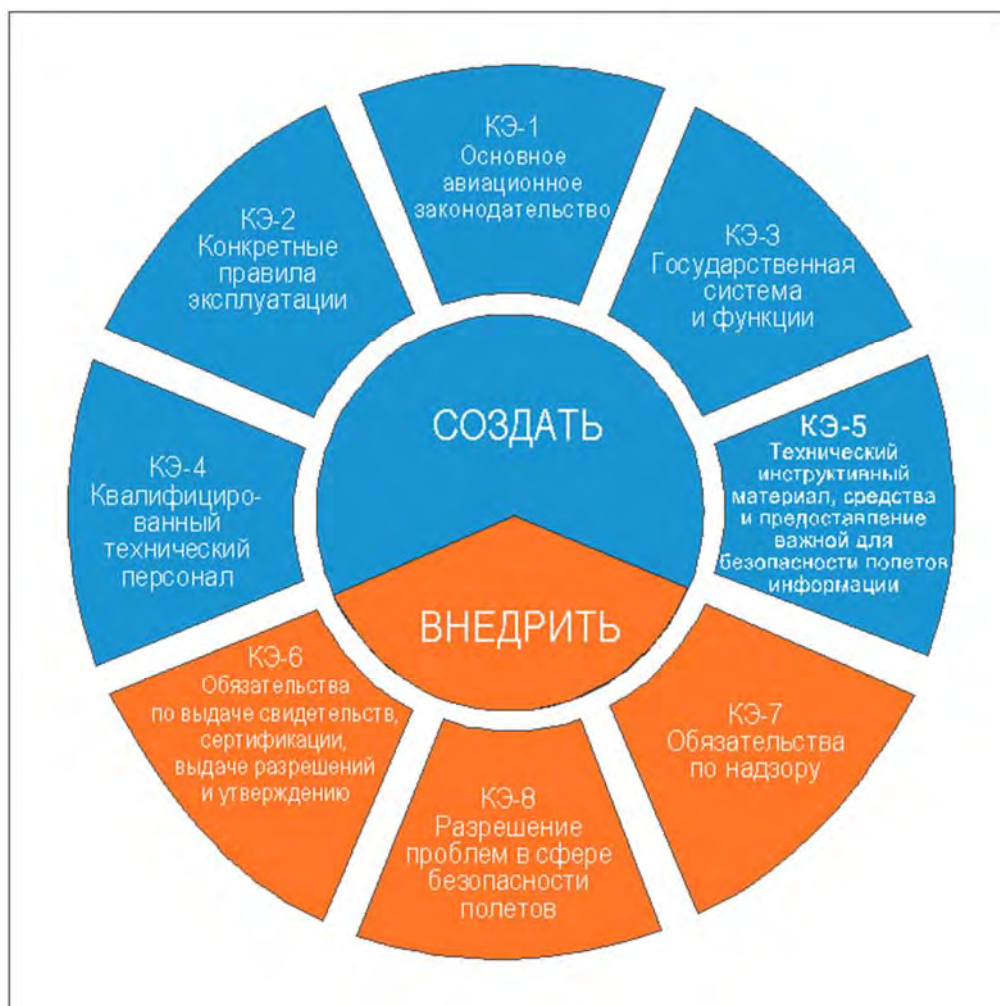 КЭ-1
Основное
авиационное
законодательство
КЭ-2
Конкретные
правила
эксплуатации
КЭ-3
Государственная
система
и функции
КЭ-4
Квалифициро-
ванный
технический
персонал
СОЗДАТЬ
КЭ-5
Технический
инструктивный
материал, средства
и предоставление
важной для
безопасности полетов
информации
ВНЕДРИТЬ
КЭ-6
Обязательства
по выдаче свидетельств,
сертификации,
выдаче разрешений
и утверждению
КЭ-7
Обязательства
по надзору
КЭ-8
Разрешение
проблем в сфере
безопасности
полетов